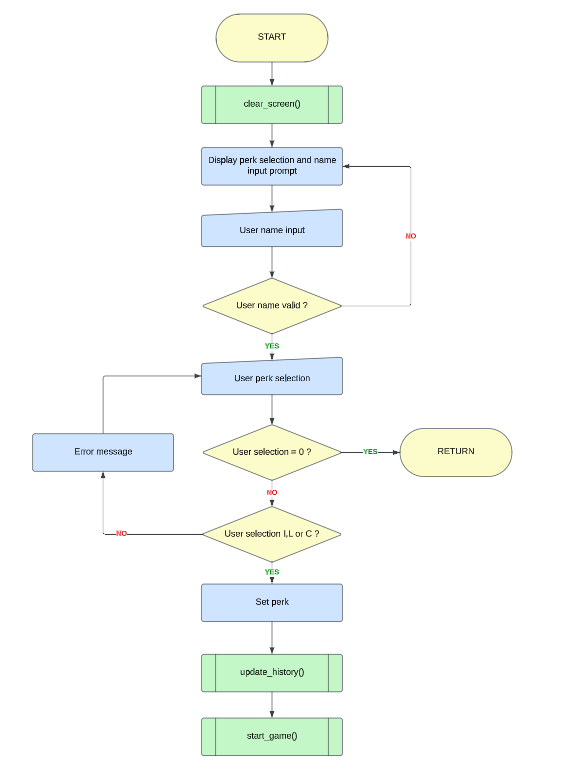 START
clear_screen()
Display perk selection and name
input prompt
User name input
NO
User name valid ?
YES
User perk selection
Error message
User selection = 0 ?
YES
RETURN
NO
User selection I,L or C ?
NO
YES
Set perk
update_history()
start_game()